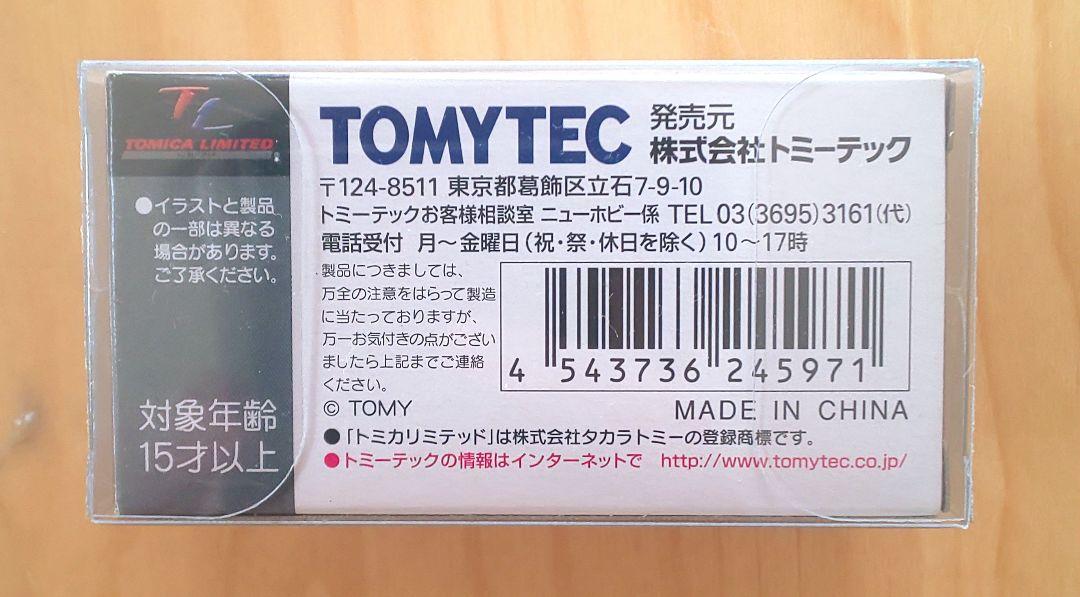 TL
TOMICA LIMITED
●イラストと製品
の一部は異なる
場合があります。
ご了承ください。
対象年齢
15才以上
TOMYTEC 発売元
株式会社トミーテック
〒124-8511 東京都葛飾区立石7-9-10
トミーテックお客様相談室 ニューホビー係 TEL 03(3695)3161(代)
電話受付 月〜金曜日(祝・祭・休日を除く)10〜17時
製品につきましては、
万全の注意をはらって製造
に当たっておりますが、
万一お気付きの点がござい
ましたら上記までご連絡
ください。
4 543736 245971
© TOMY MADE IN CHINA
●「トミカリミテッド」は株式会社タカラトミーの登録商標です。
●トミーテックの情報はインターネットで http://www.tomytec.co.jp/